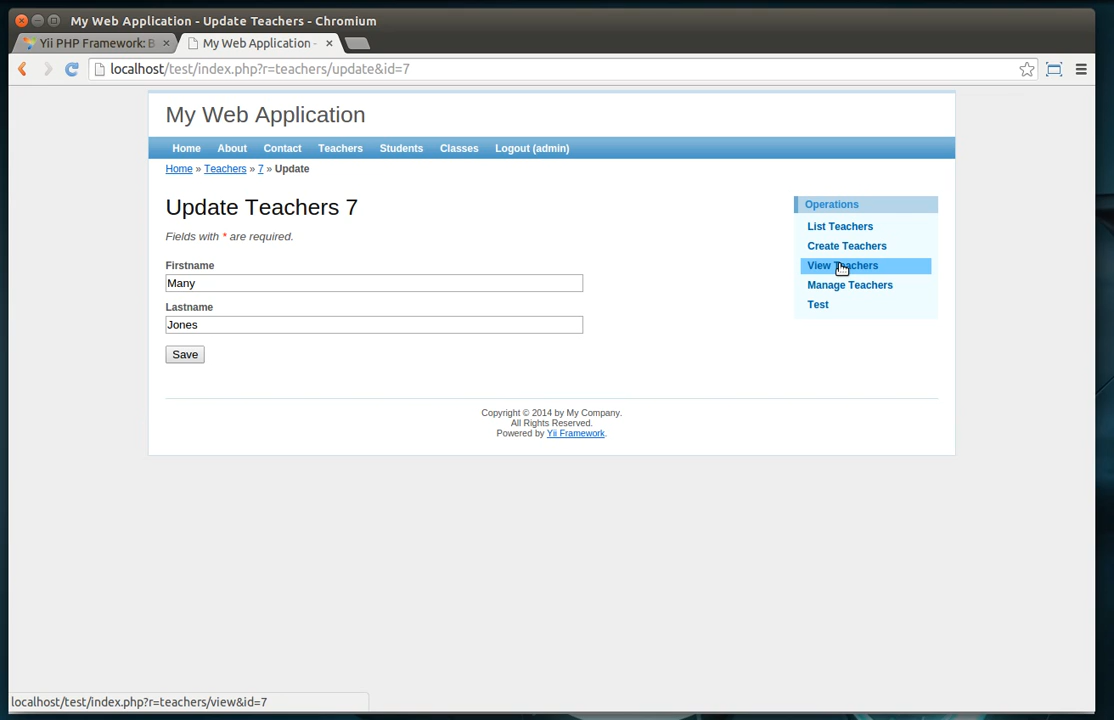 My Web Application - Update Teachers - Chromium
Yii PHP Framework: B
My Web Application -
localhost/test/index.php?r=teachers/update&id=7
My Web Application
Home About Contact Teachers Students Classes Logout (admin)
Home » Teachers » 7 » Update
Update Teachers 7
Fields with * are required.
Firstname
Many
Lastname
Jones
Save
Operations
List Teachers
Create Teachers
View Teachers
Manage Teachers
Test
Copyright © 2014 by My Company.
All Rights Reserved.
Powered by Yii Framework.
localhost/test/index.php?r=teachers/view&id=7